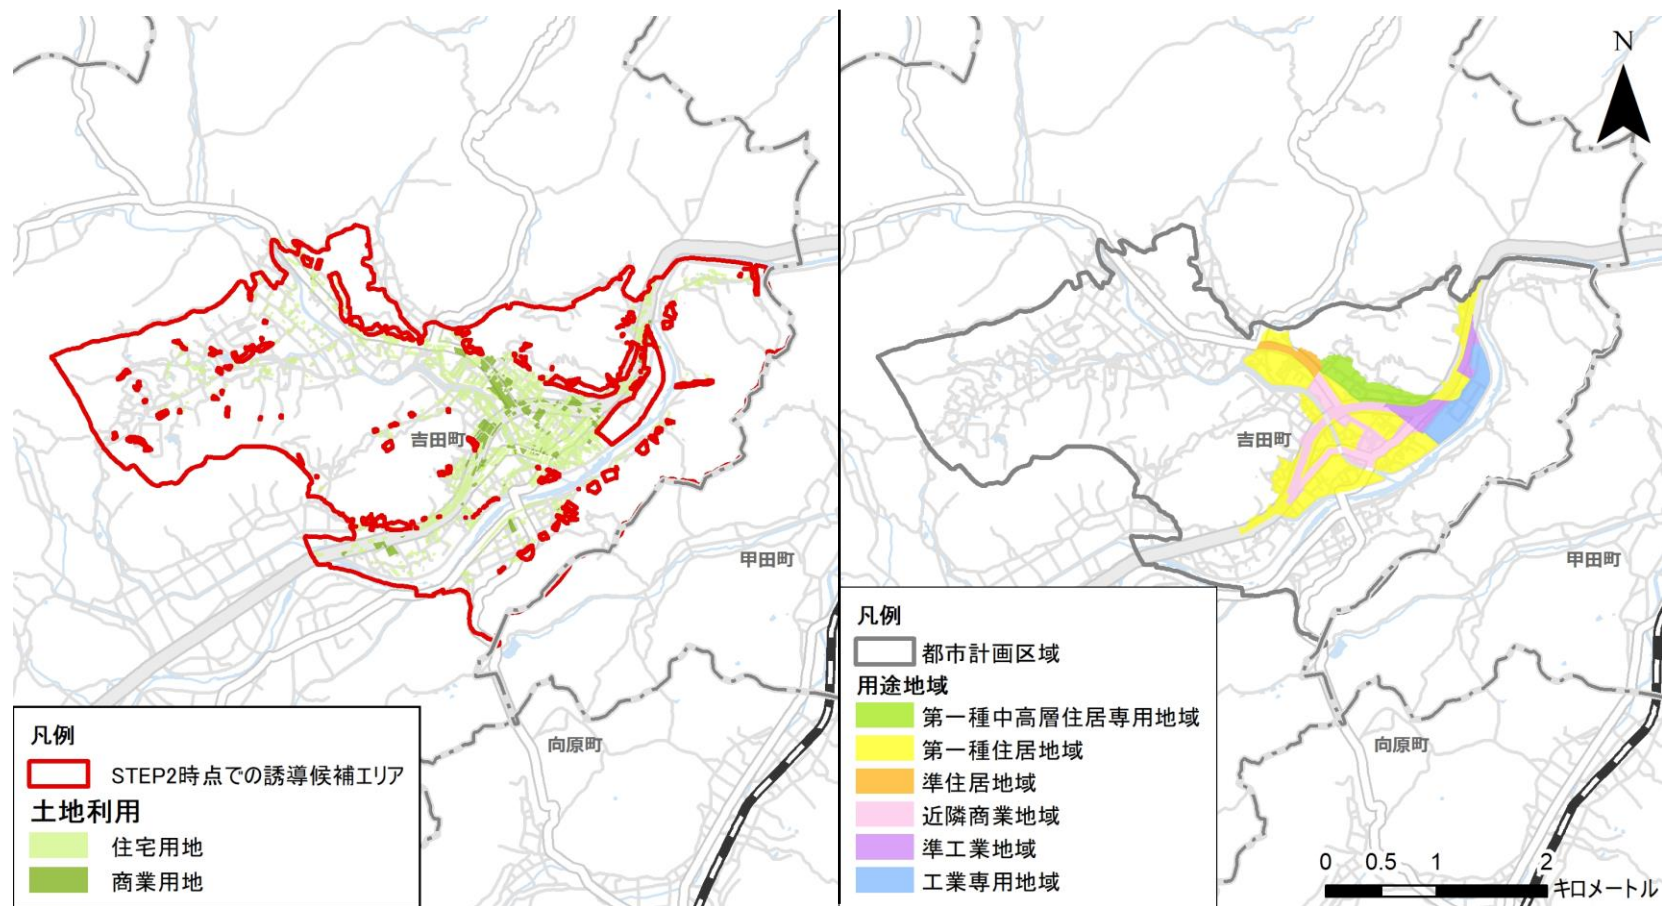 吉田町
甲田町
向原町
凡例
STEP2時点での誘導候補エリア
土地利用
住宅用地
商業用地
N
吉田町
甲田町
向原町
凡例
都市計画区域
用途地域
第一種中高層住居専用地域
第一種住居地域
準住居地域
近隣商業地域
準工業地域
工業専用地域
0 0.5 1 2
キロメートル